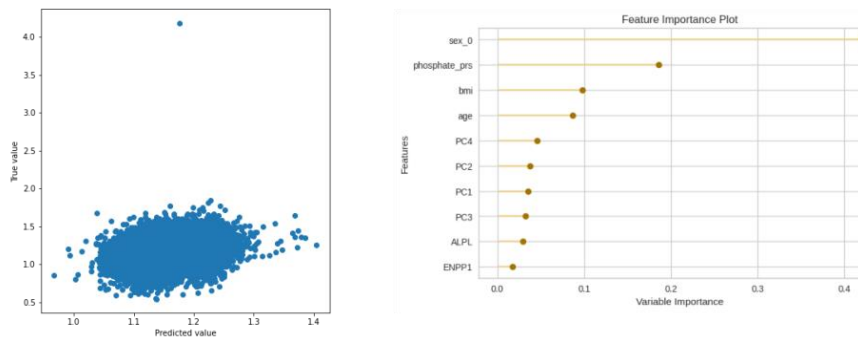 4.0
3.5
3.0
2.5
2.0
1.5
1.0
0.5
True value
1.0
1.1
1.2
1.3
1.4
Predicted value
Feature Importance Plot
Features
sex_0
phosphate_prs
bmi
age
PC4
PC2
PC1
PC3
ALPL
ENPP1
0.0
0.1
0.2
0.3
0.4
Variable Importance